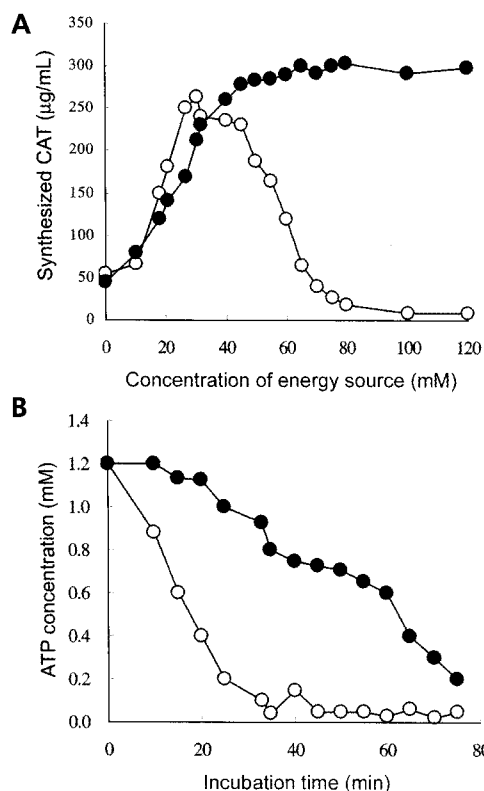 A
350
300
250
200
150
100
50
0
Synthesized CAT (µg/mL)
0 20 40 60 80 100 120
Concentration of energy source (mM)
B
1.4
1.2
1.0
0.8
0.6
0.4
0.2
0.0
ATP concentration (mM)
0 20 40 60 80
Incubation time (min)